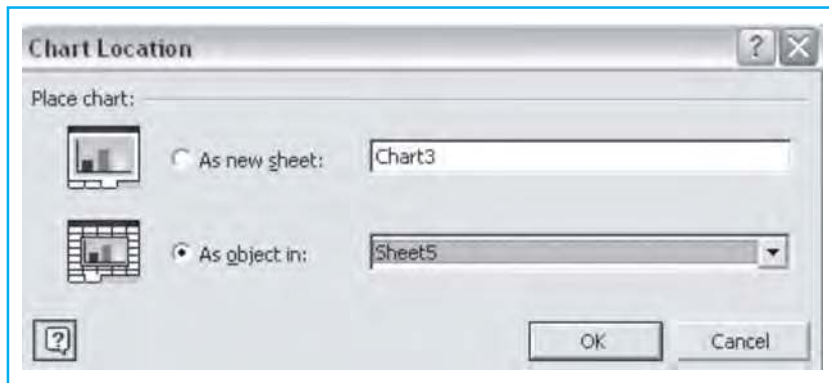 Chart Location
Place chart:
As new sheet: Chart3
As object in: Sheet5
OK Cancel